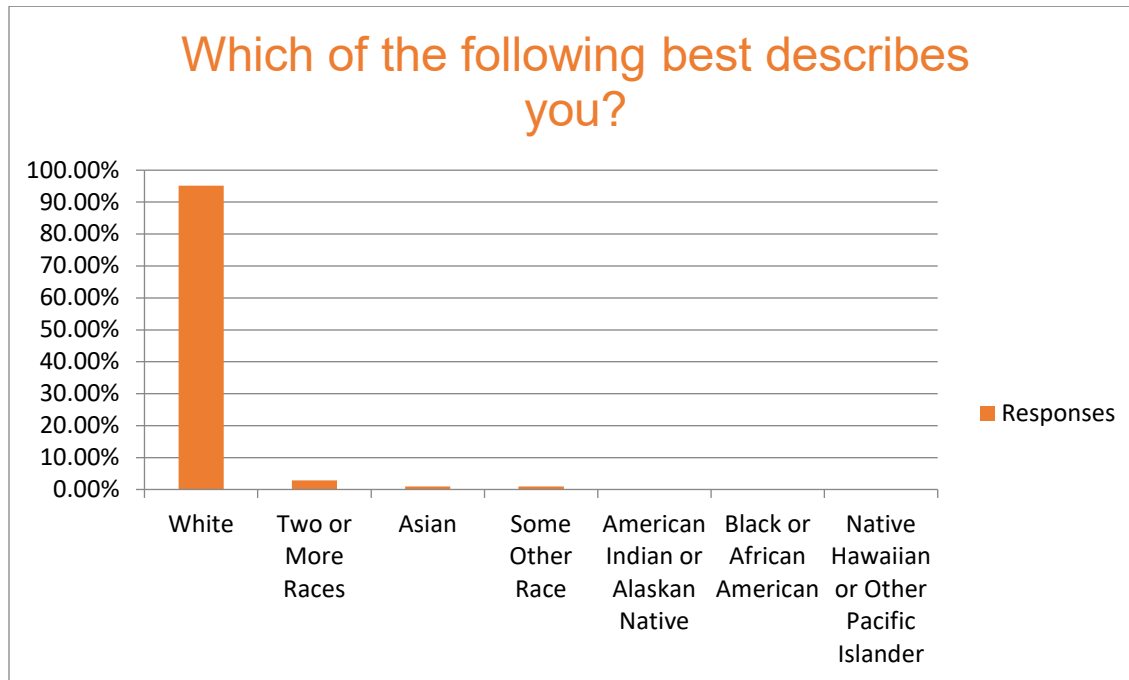 Which of the following best describes
you?
100.00%
90.00%
80.00%
70.00%
60.00%
50.00%
40.00%
30.00%
20.00%
10.00%
0.00%
White
Two or
More
Races
Asian
Some
Other
Race
American
Indian or
Alaskan
Native
Black or
African
American
Native
Hawaiian
or Other
Pacific
Islander
Responses